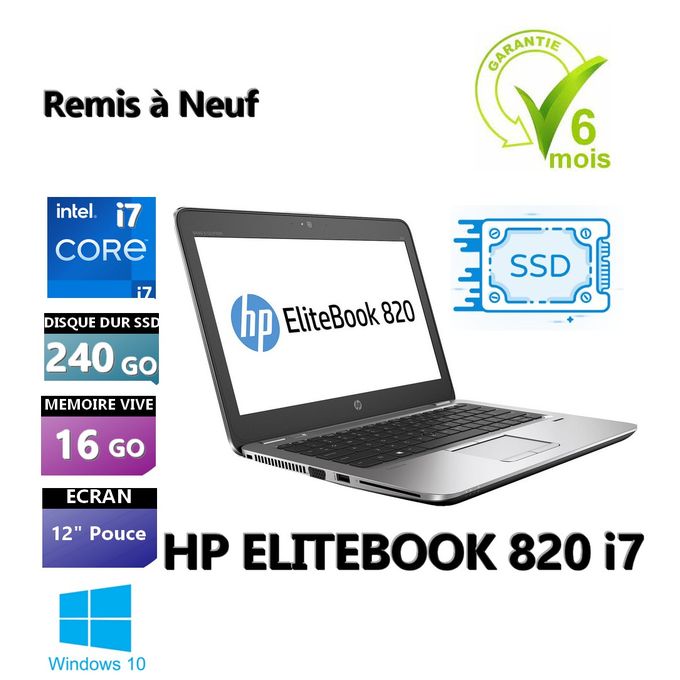 GARANTIE
6
mois
Remis à Neuf
intel. i7
CORE
i7
DISQUE DUR SSD
240 GO
MEMOIRE VIVE
16 GO
ECRAN
12" Pouce
Windows 10
hp EliteBook 820
hp
SSD
HP ELITEBOOK 820 i7